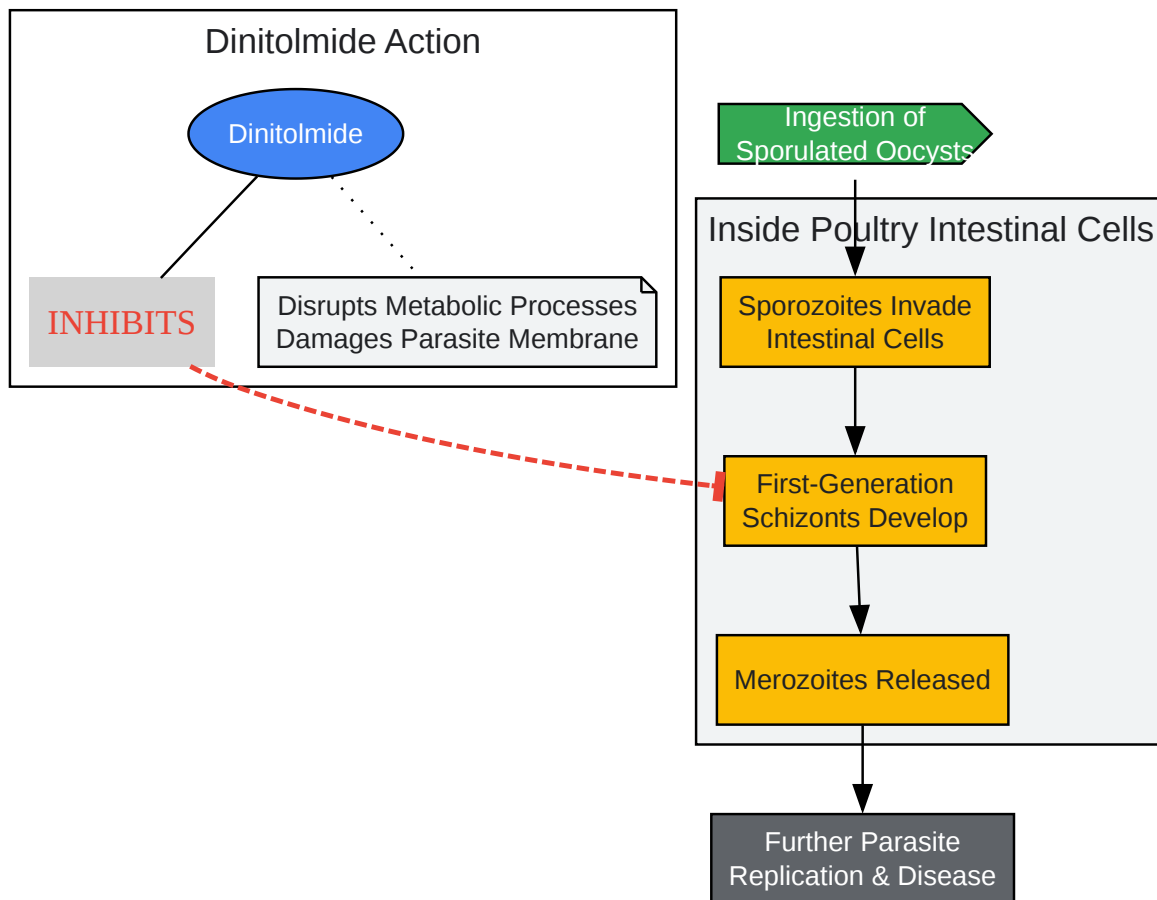 Dinitolmide Action
Dinitolmide
INHIBITS
Disrupts Metabolic Processes
Damages Parasite Membrane
Ingestion of
Sporulated Oocysts
Inside Poultry Intestinal Cells
Sporozoites Invade
Intestinal Cells
First-Generation
Schizonts Develop
Merozoites Released
Further Parasite
Replication & Disease